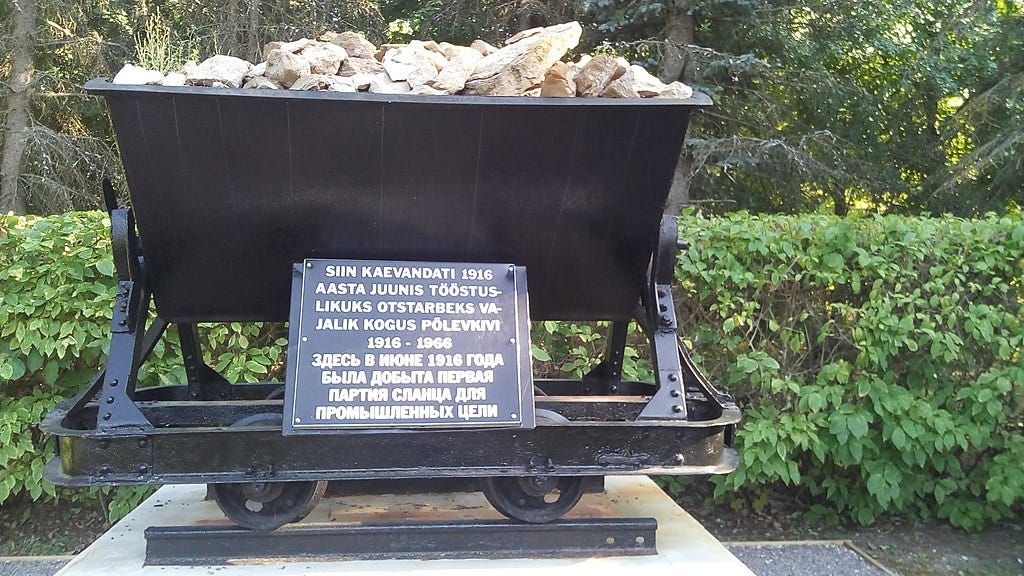 SIIN KAEVANDATI 1916
AASTA JUUNIS TÖÖSTUS-
LIKUKS OTSTARBEKS VA-
JALIK KOGUS PÕLEVKIVI
1916 - 1966
ЗДЕСЬ В ИЮНЕ 1916 ГОДА
БЫЛА ДОБЫТА ПЕРВАЯ
ПАРТИЯ СЛАНЦА ДЛЯ
ПРОМЫШЛЕННЫХ ЦЕЛИ